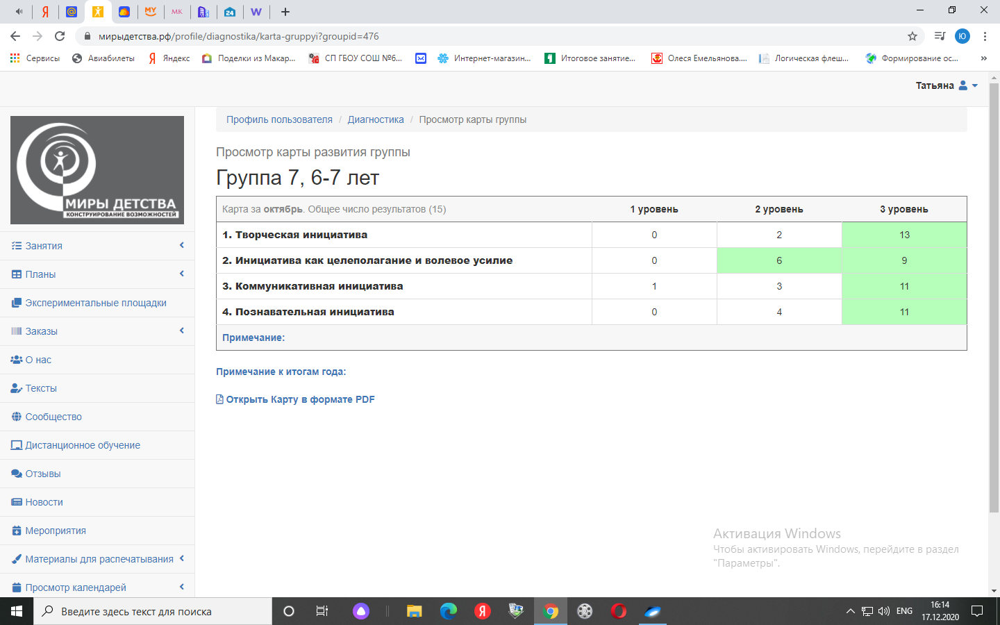 Я
@
MY
МК
24
W
мирыдетства.рф/profile/diagnostika/karta-gruppyi?groupid=476
Ю
Сервисы
Авиабилеты
Я Яндекс
Поделки из Макар...
СП ГБОУ СОШ №6...
Интернет-магазин...
Итоговое занятие...
Олеся Емельянова....
Логическая флеш...
Формирование ос...
»
Татьяна
МИРЫ ДЕТСТВА
КОНСТРУИРОВАНИЕ ВОЗМОЖНОСТЕЙ
Занятия
Планы
Экспериментальные площадки
Заказы
О нас
Тексты
Сообщество
Дистанционное обучение
Отзывы
Новости
Мероприятия
Материалы для распечатывания
Просмотр календарей
Профиль пользователя / Диагностика / Просмотр карты группы
Просмотр карты развития группы
Группа 7, 6-7 лет
Карта за октябрь. Общее число результатов (15) 1 уровень 2 уровень 3 уровень
1. Творческая инициатива 0 2 13
2. Инициатива как целеполагание и волевое усилие 0 6 9
3. Коммуникативная инициатива 1 3 11
4. Познавательная инициатива 0 4 11
Примечание:
Примечание к итогам года:
Открыть Карту в формате PDF
Активация Windows
Чтобы активировать Windows, перейдите в раздел
"Параметры".
Введите здесь текст для поиска
Я
ENG
16:14
17.12.2020